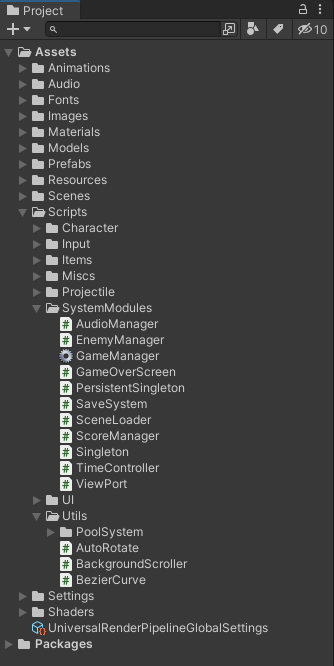 Project
10
Assets
Animations
Audio
Fonts
Images
Materials
Models
Prefabs
Resources
Scenes
Scripts
Character
Input
Items
Miscs
Projectile
SystemModules
AudioManager
EnemyManager
GameManager
GameOverScreen
PersistentSingleton
SaveSystem
SceneLoader
ScoreManager
Singleton
TimeController
ViewPort
UI
Utils
PoolSystem
AutoRotate
BackgroundScroller
BezierCurve
Settings
Shaders
UniversalRenderPipelineGlobalSettings
Packages